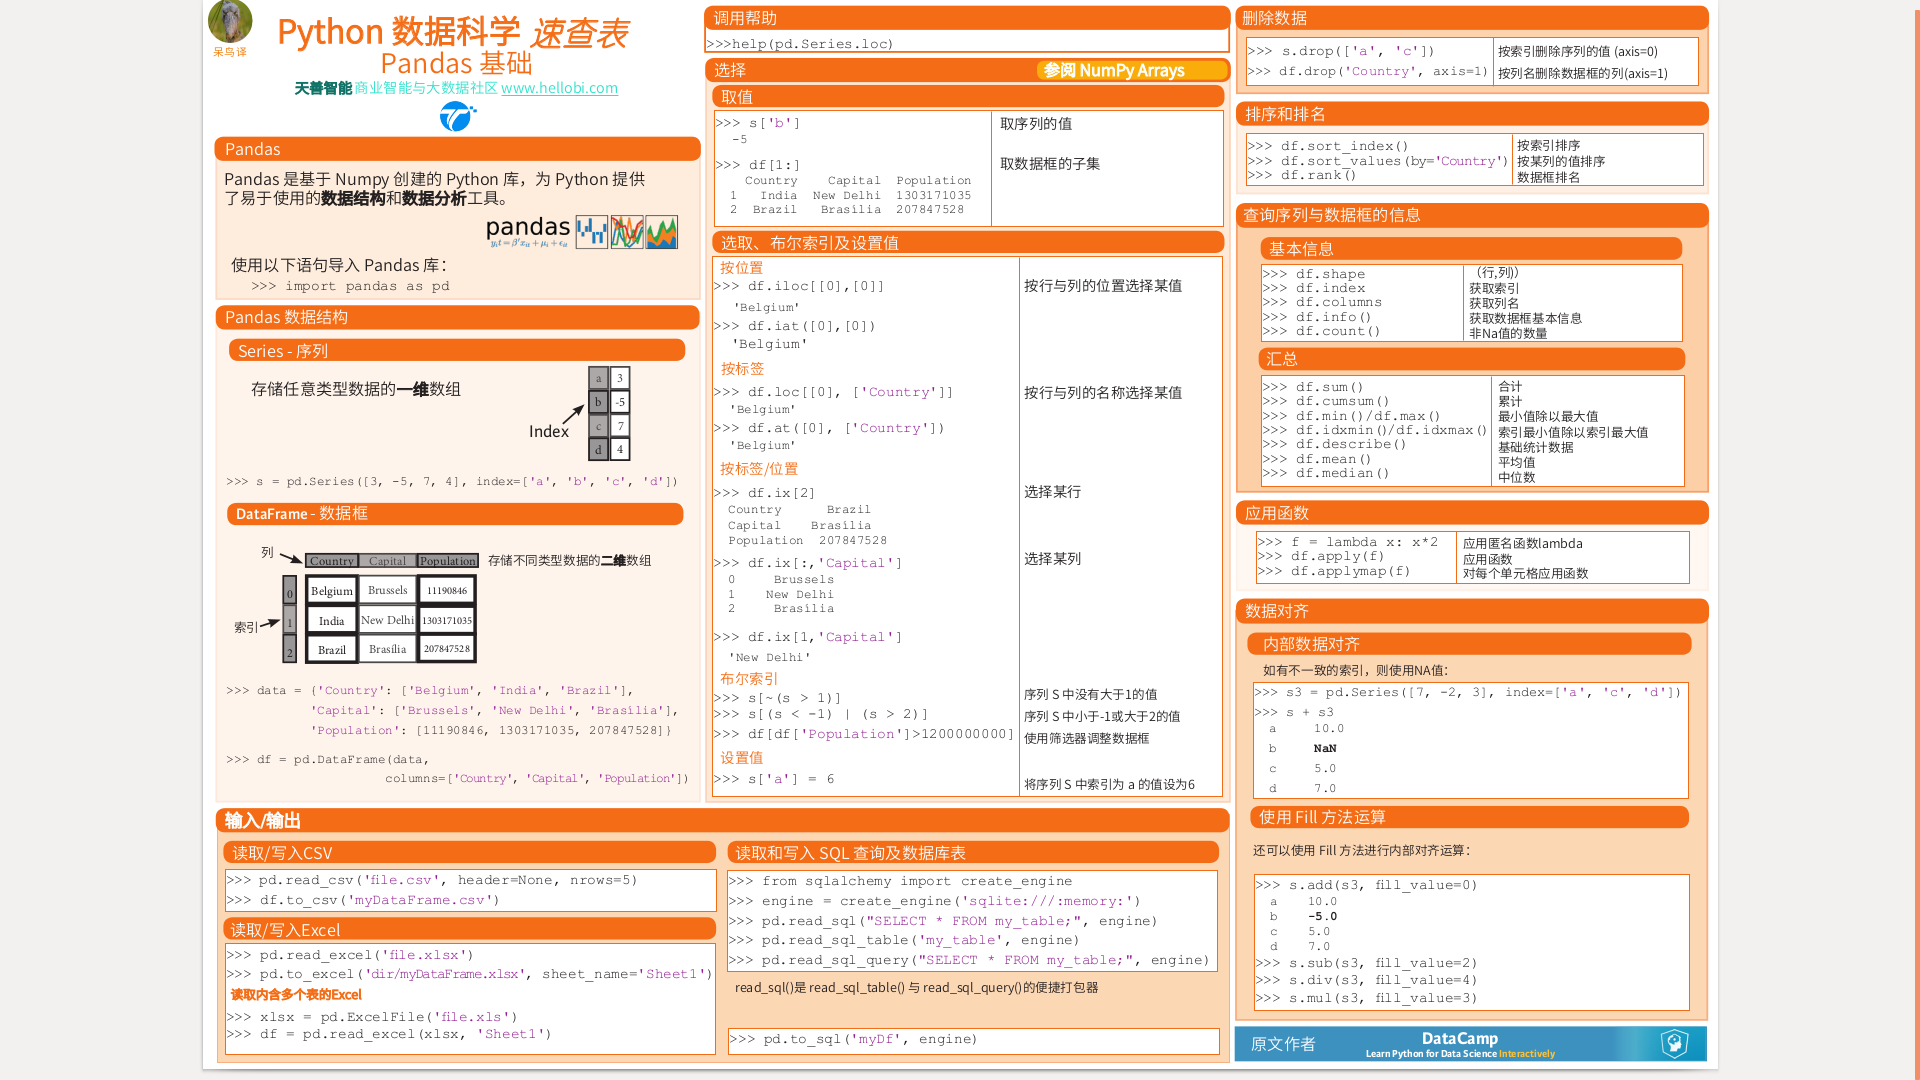 呆鸟译
Python 数据科学 速查表
Pandas 基础
天善智能 商业智能与大数据社区 www.hellobi.com
Pandas
Pandas 是基于 Numpy 创建的 Python 库，为 Python 提供
了易于使用的数据结构和数据分析工具。
pandas
使用以下语句导入 Pandas 库：
>>> import pandas as pd
Pandas 数据结构
Series - 序列
存储任意类型数据的一维数组
Index
a 3
b -5
c 7
d 4
>>> s = pd.Series([3, -5, 7, 4], index=['a', 'b', 'c', 'd'])
DataFrame - 数据框
列
Country Capital Population
存储不同类型数据的二维数组
索引
0 Belgium Brussels 11190846
1 India New Delhi 1303171035
2 Brazil Brasília 207847528
>>> data = {'Country': ['Belgium', 'India', 'Brazil'],
'Capital': ['Brussels', 'New Delhi', 'Brasília'],
'Population': [11190846, 1303171035, 207847528]}
>>> df = pd.DataFrame(data,
columns=['Country', 'Capital', 'Population'])
调用帮助
>>>help(pd.Series.loc)
选择
参阅 NumPy Arrays
取值
>>> s['b'] 取序列的值
-5
>>> df[1:] 取数据框的子集
Country Capital Population
1 India New Delhi 1303171035
2 Brazil Brasília 207847528
选取、布尔索引及设置值
按位置
>>> df.iloc[[0],[0]] 按行与列的位置选择某值
'Belgium'
>>> df.iat([0],[0])
'Belgium'
按标签
>>> df.loc[[0], ['Country']] 按行与列的名称选择某值
'Belgium'
>>> df.at([0], ['Country'])
'Belgium'
按标签/位置
>>> df.ix[2] 选择某行
Country Brazil
Capital Brasília
Population 207847528
>>> df.ix[:,'Capital'] 选择某列
0 Brussels
1 New Delhi
2 Brasília
>>> df.ix[1,'Capital']
'New Delhi'
布尔索引
>>> s[~(s > 1)] 序列 S 中没有大于1的值
>>> s[(s < -1) | (s > 2)] 序列 S 中小于-1或大于2的值
>>> df[df['Population']>1200000000] 使用筛选器调整数据框
设置值
>>> s['a'] = 6 将序列 S 中索引为 a 的值设为6
删除数据
>>> s.drop(['a', 'c']) 按索引删除序列的值 (axis=0)
>>> df.drop('Country', axis=1) 按列名删除数据框的列(axis=1)
排序和排名
>>> df.sort_index() 按索引排序
>>> df.sort_values(by='Country') 按某列的值排序
>>> df.rank() 数据框排名
查询序列与数据框的信息
基本信息
>>> df.shape （行,列)）
>>> df.index 获取索引
>>> df.columns 获取列名
>>> df.info() 获取数据框基本信息
>>> df.count() 非Na值的数量
汇总
>>> df.sum() 合计
>>> df.cumsum() 累计
>>> df.min()/df.max() 最小值除以最大值
>>> df.idxmin()/df.idxmax() 索引最小值除以索引最大值
>>> df.describe() 基础统计数据
>>> df.mean() 平均值
>>> df.median() 中位数
应用函数
>>> f = lambda x: x*2 应用匿名函数lambda
>>> df.apply(f) 应用函数
>>> df.applymap(f) 对每个单元格应用函数
数据对齐
内部数据对齐
如有不一致的索引，则使用NA值：
>>> s3 = pd.Series([7, -2, 3], index=['a', 'c', 'd'])
>>> s + s3
a 10.0
b NaN
c 5.0
d 7.0
使用 Fill 方法运算
还可以使用 Fill 方法进行内部对齐运算：
>>> s.add(s3, fill_value=0)
a 10.0
b -5.0
c 5.0
d 7.0
>>> s.sub(s3, fill_value=2)
>>> s.div(s3, fill_value=4)
>>> s.mul(s3, fill_value=3)
输入/输出
读取/写入CSV
>>> pd.read_csv('file.csv', header=None, nrows=5)
>>> df.to_csv('myDataFrame.csv')
读取/写入Excel
>>> pd.read_excel('file.xlsx')
>>> pd.to_excel('dir/myDataFrame.xlsx', sheet_name='Sheet1')
读取内含多个表的Excel
>>> xlsx = pd.ExcelFile('file.xls')
>>> df = pd.read_excel(xlsx, 'Sheet1')
读取和写入 SQL 查询及数据库表
>>> from sqlalchemy import create_engine
>>> engine = create_engine('sqlite:///:memory:')
>>> pd.read_sql("SELECT * FROM my_table;", engine)
>>> pd.read_sql_table('my_table', engine)
>>> pd.read_sql_query("SELECT * FROM my_table;", engine)
read_sql()是 read_sql_table() 与 read_sql_query()的便捷打包器
>>> pd.to_sql('myDf', engine)
原文作者
DataCamp
Learn Python for Data Science Interactively